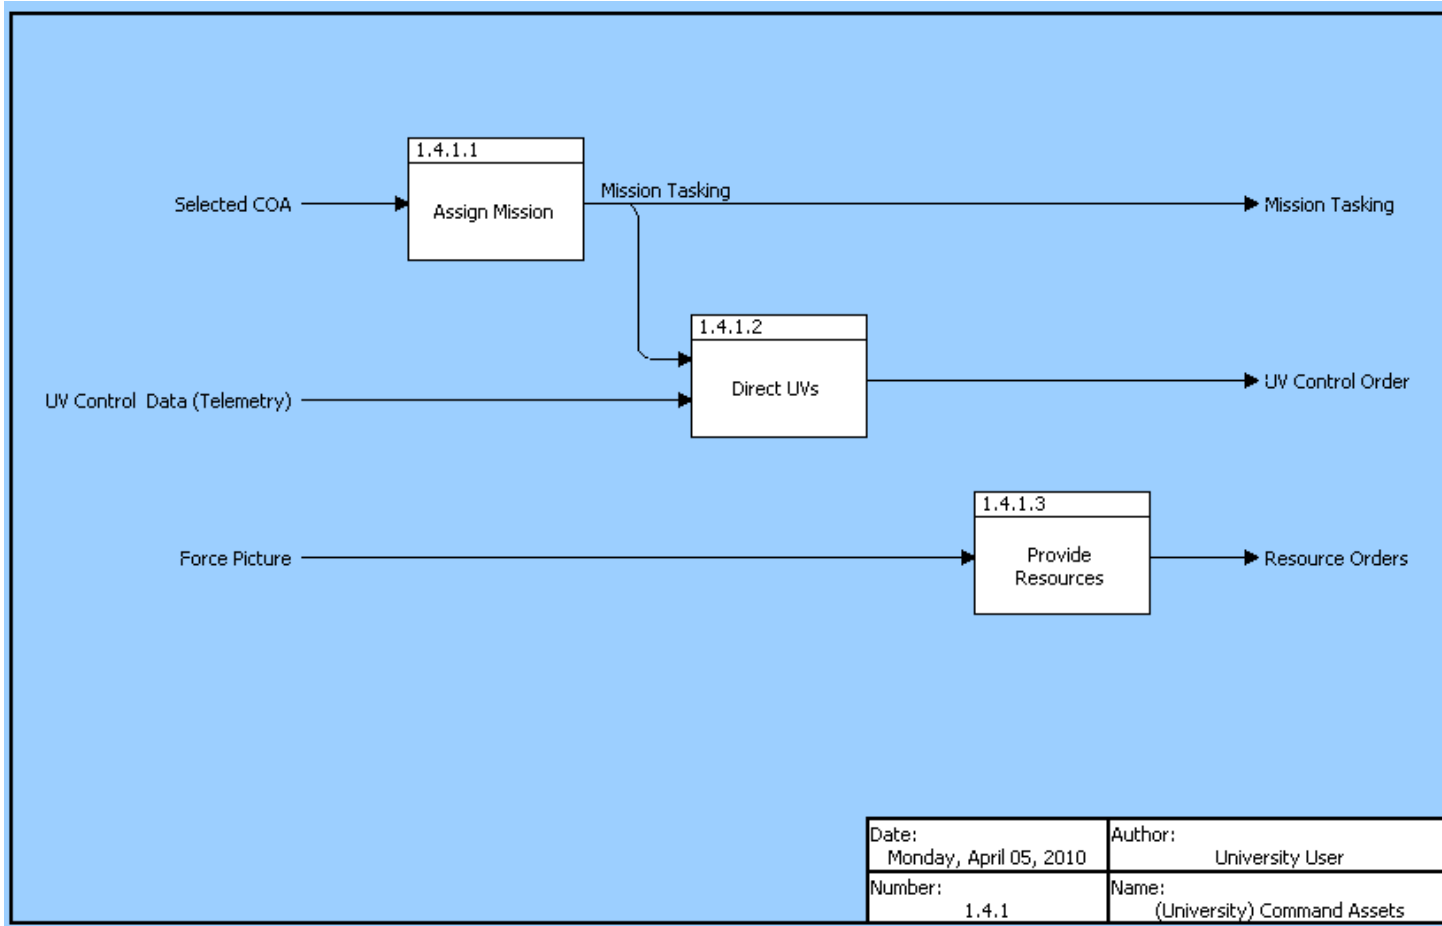 1.4.1.1
Mission Tasking
Selected COA
Assign Mission
Mission Tasking
1.4.1.2
UV Control  Data (Telemetry)
Direct UVs
UV Control Order
1.4.1.3
Force Picture
Provide
Resources
Resource Orders
Date:
Monday, April 05, 2010
Author:
University User
Number:
1.4.1
Name:
(University) Command Assets